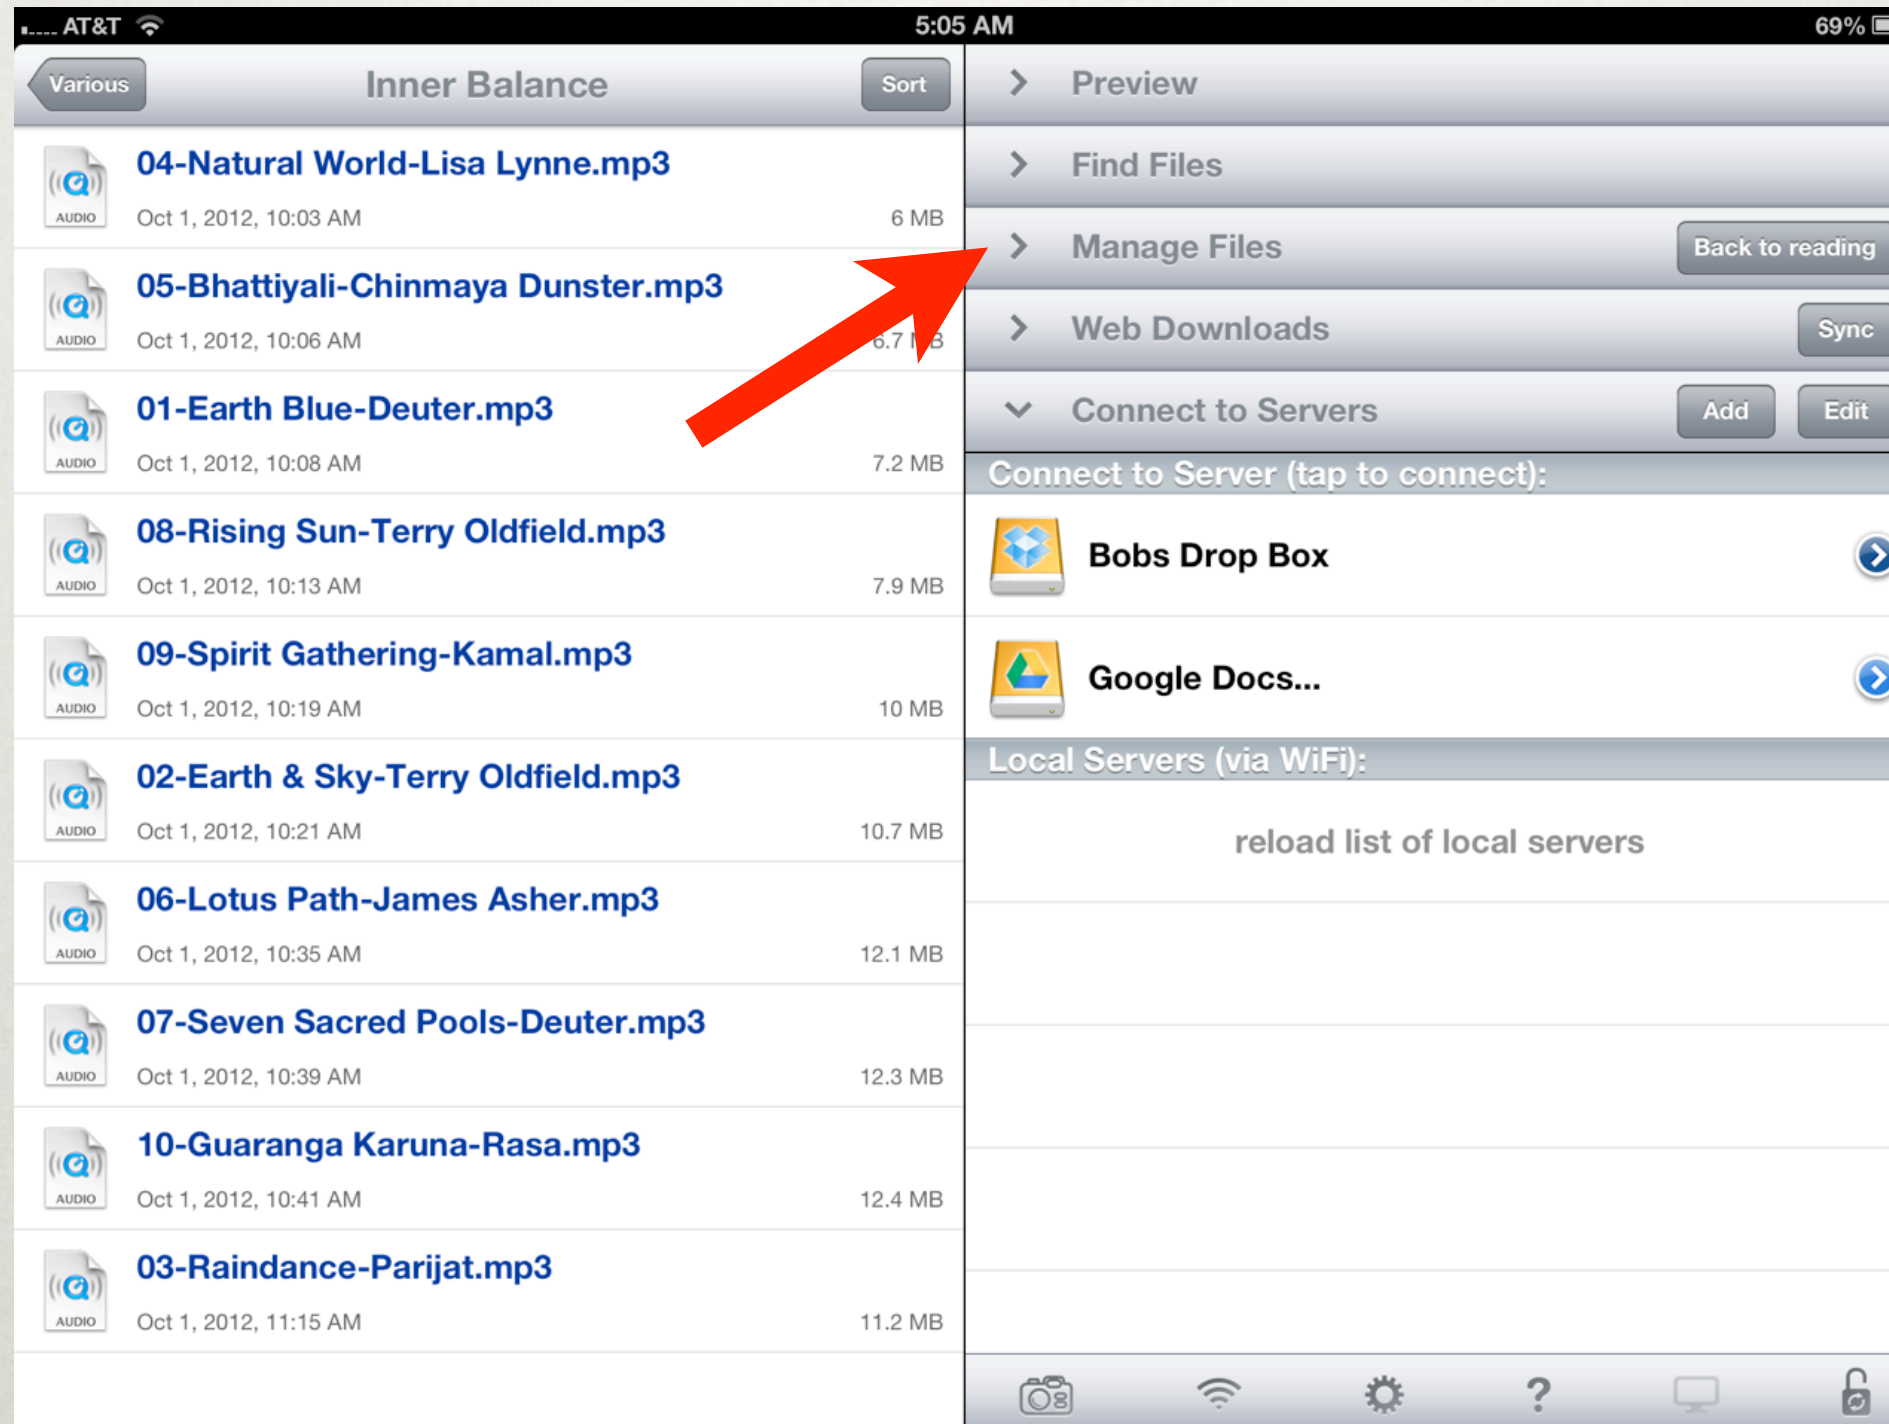 AT&T
5:05 AM
69%
Various
Inner Balance
Sort
04-Natural World-Lisa Lynne.mp3
AUDIO
Oct 1, 2012, 10:03 AM
6 MB
05-Bhattiyali-Chinmaya Dunster.mp3
AUDIO
Oct 1, 2012, 10:06 AM
01-Earth Blue-Deuter.mp3
AUDIO
Oct 1, 2012, 10:08 AM
7.2 MB
08-Rising Sun-Terry Oldfield.mp3
AUDIO
Oct 1, 2012, 10:13 AM
7.9 MB
09-Spirit Gathering-Kamal.mp3
AUDIO
Oct 1, 2012, 10:19 AM
10 MB
02-Earth & Sky-Terry Oldfield.mp3
AUDIO
Oct 1, 2012, 10:21 AM
10.7 MB
06-Lotus Path-James Asher.mp3
AUDIO
Oct 1, 2012, 10:35 AM
12.1 MB
07-Seven Sacred Pools-Deuter.mp3
AUDIO
Oct 1, 2012, 10:39 AM
12.3 MB
10-Guaranga Karuna-Rasa.mp3
AUDIO
Oct 1, 2012, 10:41 AM
12.4 MB
03-Raindance-Parijat.mp3
AUDIO
Oct 1, 2012, 11:15 AM
11.2 MB
Preview
Find Files
Manage Files
Back to reading
Web Downloads
Sync
Connect to Servers
Add
Edit
Connect to Server (tap to connect):
Bobs Drop Box
Google Docs...
Local Servers (via WiFi):
reload list of local servers
?